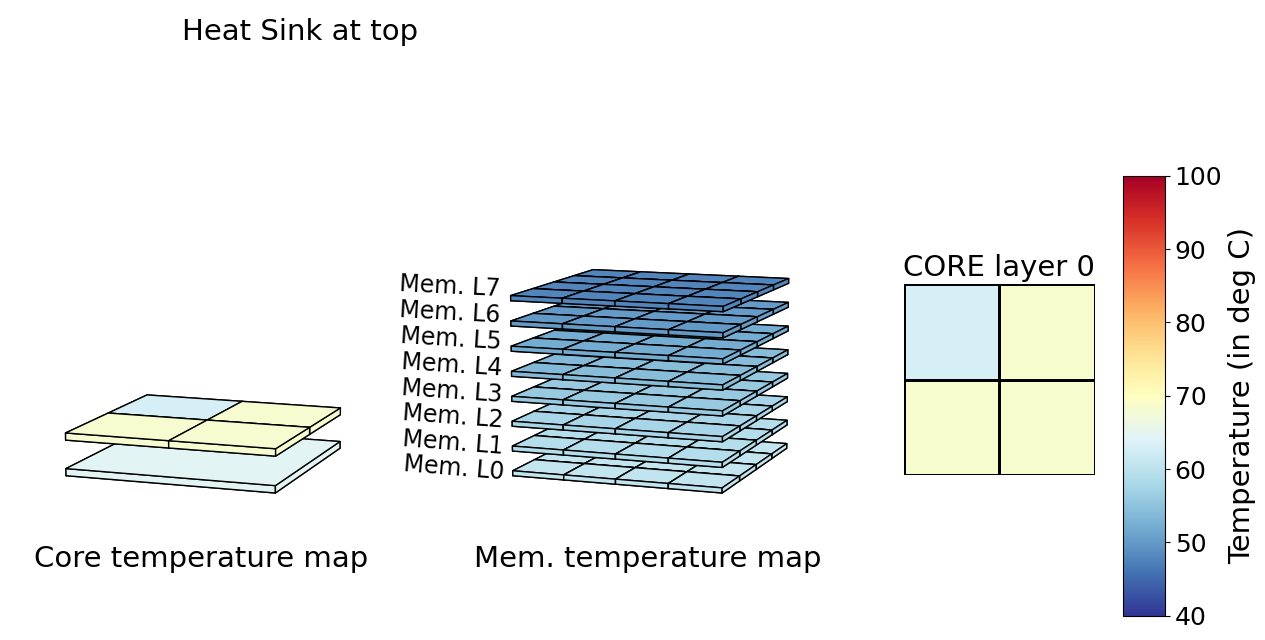 Heat Sink at top
Mem. L7
Mem. L6
Mem. L5
Mem. L4
Mem. L3
Mem. L2
Mem. L1
Mem. L0
Core temperature map
Mem. temperature map
CORE layer 0
100
90
80
70
60
50
40
Temperature (in deg C)